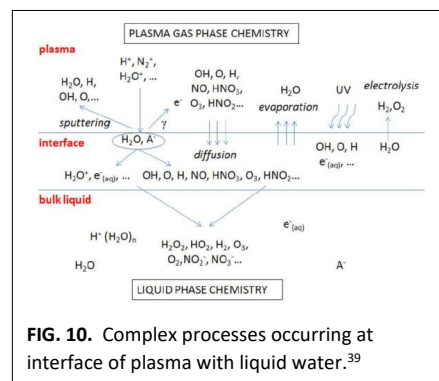 PLASMA GAS PHASE CHEMISTRY
plasma
H⁺, N₂⁺,
H₂O⁺, ...
H₂O, H,
OH, O,...
sputtering
γ
e⁻
OH, O, H,
NO, HNO₃,
O₃, HNO₂...
H₂O
evaporation
UV
electrolysis
H₂,O₂
interface
H₂O, A⁻
diffusion
OH, O, H
e⁻(aq), ...
H₂O
H₂O⁺, e⁻(aq), ...
OH, O, H, NO, HNO₃, O₃, HNO₂...
bulk liquid
H⁺ (H₂O)n
H₂O
H₂O₂, HO₂, H₂, O₃,
O₂,NO₂⁻, NO₃⁻...
e⁻(aq)
A⁻
LIQUID PHASE CHEMISTRY
FIG. 10. Complex processes occurring at
interface of plasma with liquid water.³⁹